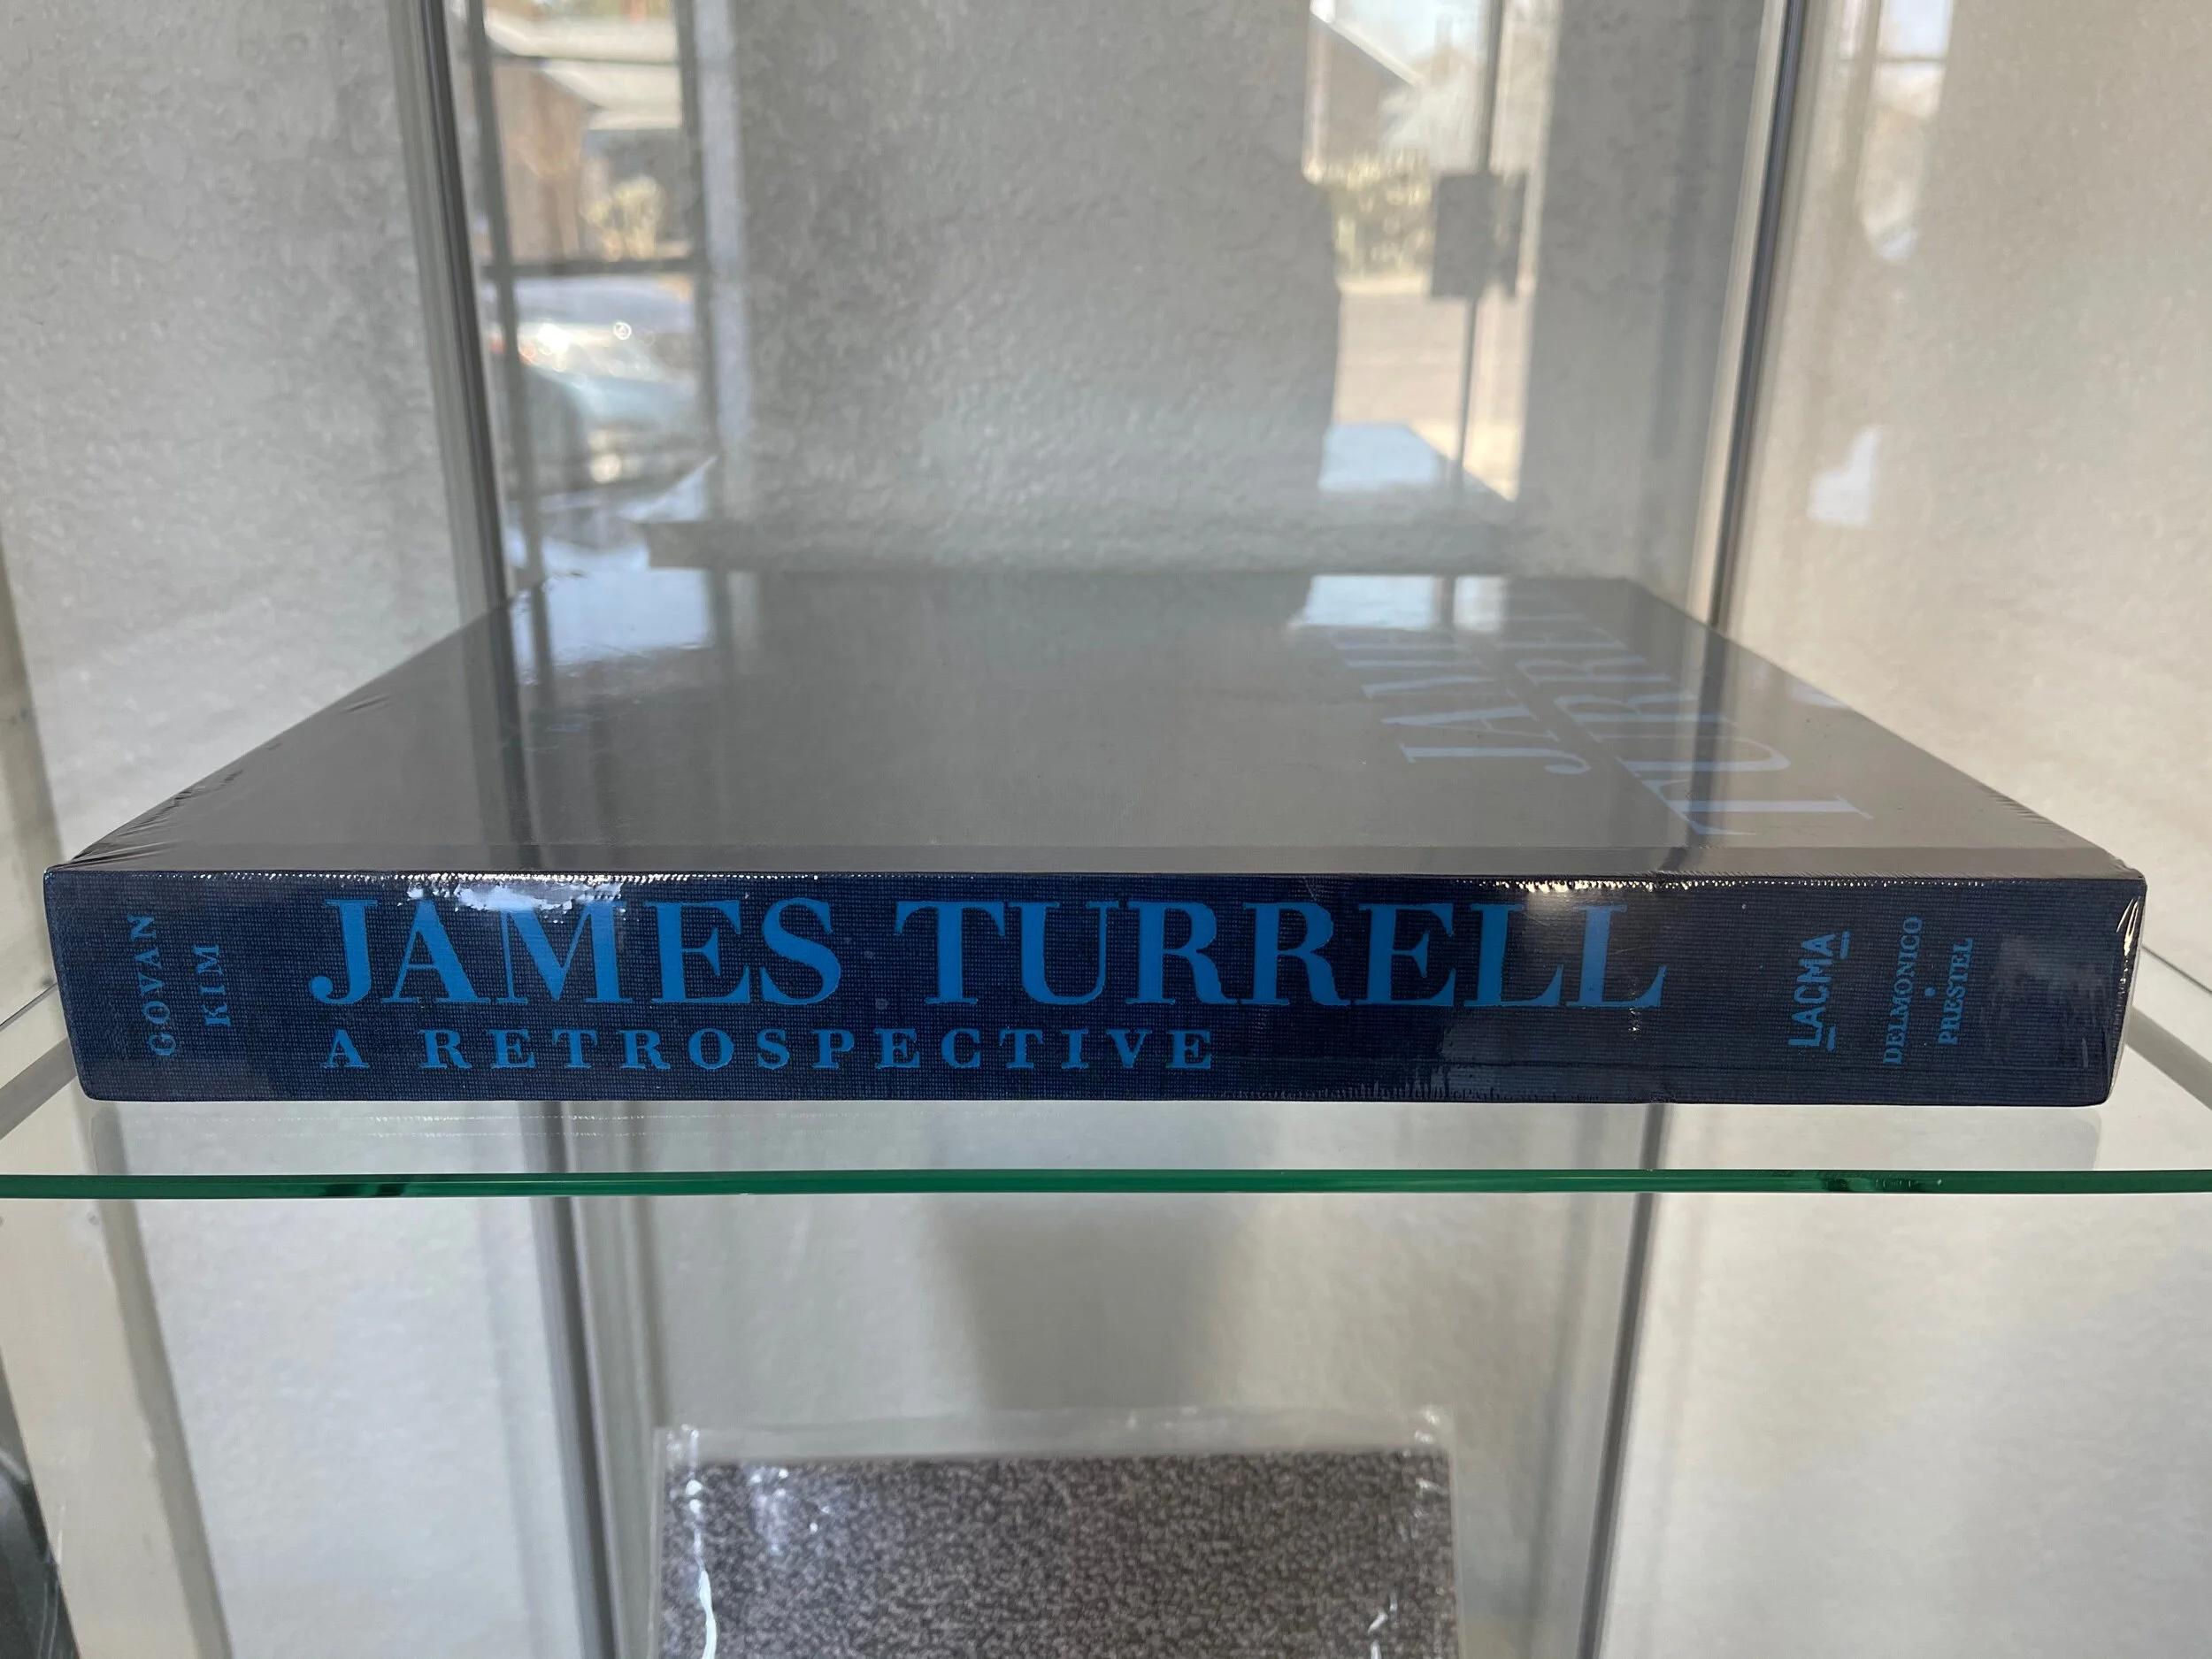 GOVAN
KIM
JAMES TURRELL
A RETROSPECTIVE
LACMA
DELMONICO
•
PRESTEL